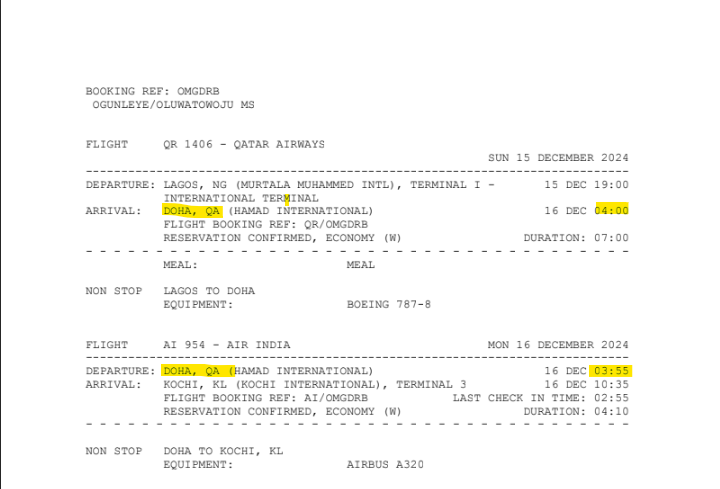 BOOKING REF: OMGDRB
OGUNLEYE/OLUWATOWOJU MS
FLIGHT QR 1406 - QATAR AIRWAYS
SUN 15 DECEMBER 2024
DEPARTURE: LAGOS, NG (MURTALA MUHAMMED INTL), TERMINAL I - 15 DEC 19:00
INTERNATIONAL TERMINAL
ARRIVAL: DOHA, QA (HAMAD INTERNATIONAL) 16 DEC 04:00
FLIGHT BOOKING REF: QR/OMGDRB
RESERVATION CONFIRMED, ECONOMY (W) DURATION: 07:00
MEAL: MEAL
NON STOP LAGOS TO DOHA
EQUIPMENT: BOEING 787-8
FLIGHT AI 954 - AIR INDIA MON 16 DECEMBER 2024
DEPARTURE: DOHA, QA (HAMAD INTERNATIONAL) 16 DEC 03:55
ARRIVAL: KOCHI, KL (KOCHI INTERNATIONAL), TERMINAL 3 16 DEC 10:35
FLIGHT BOOKING REF: AI/OMGDRB LAST CHECK IN TIME: 02:55
RESERVATION CONFIRMED, ECONOMY (W) DURATION: 04:10
NON STOP DOHA TO KOCHI, KL
EQUIPMENT: AIRBUS A320